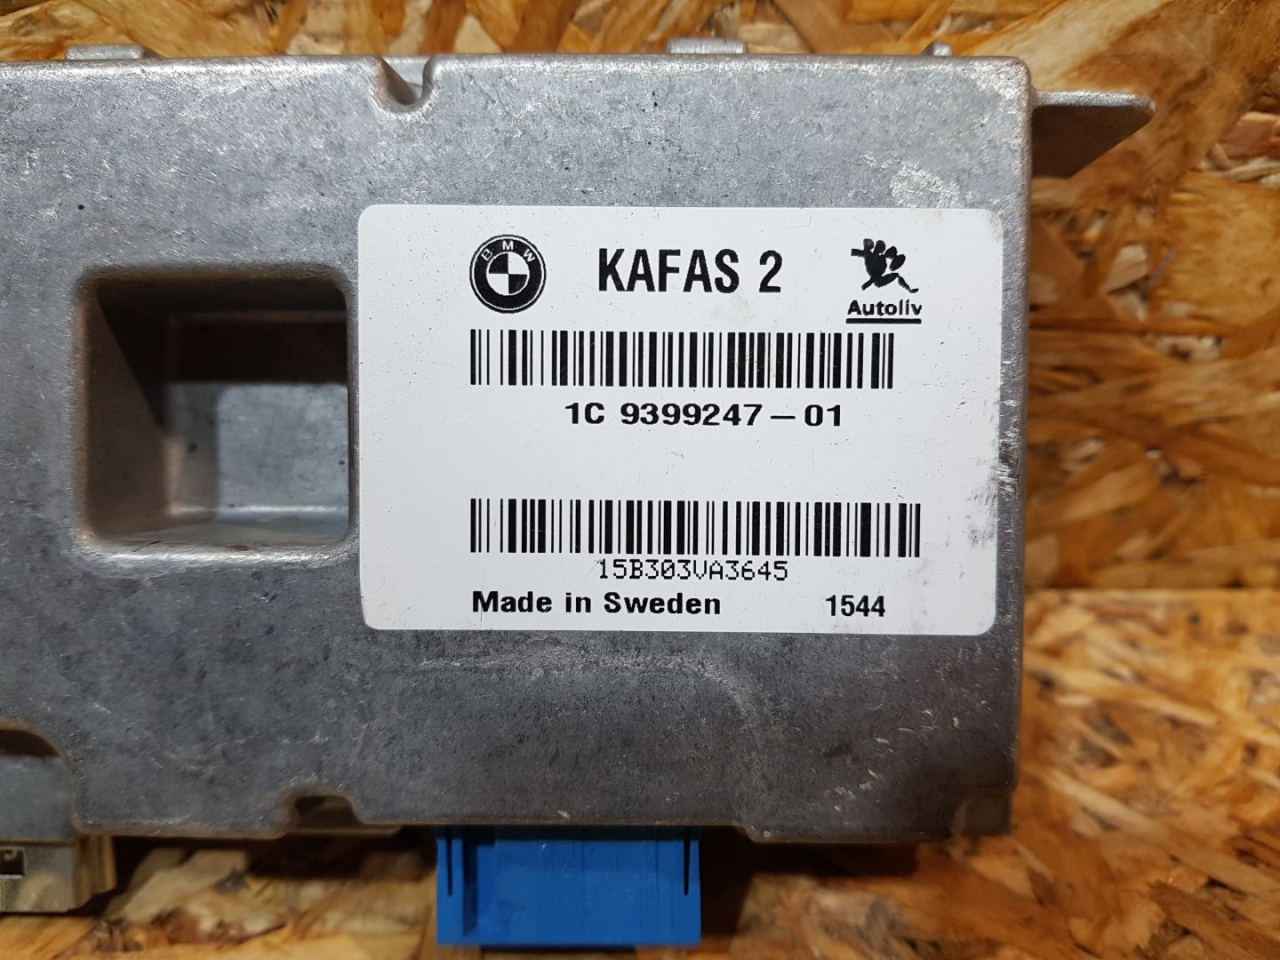 BMW
KAFAS 2
Autoliv
1C 9399247-01
15B303VA3645
Made in Sweden 1544